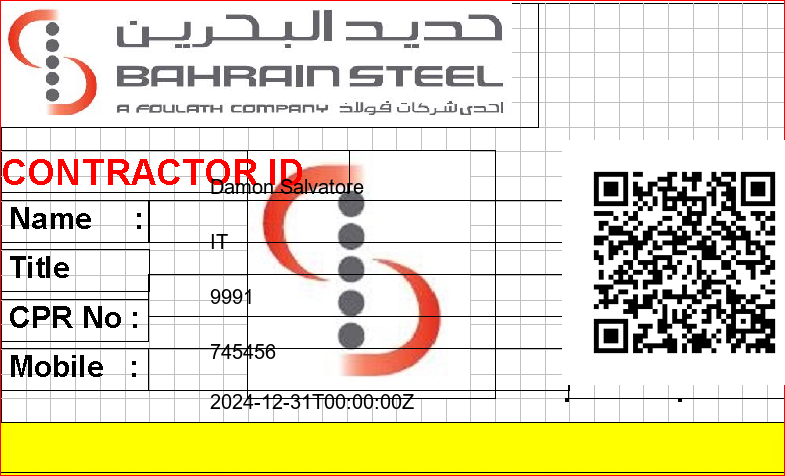 حديد البحرين
BAHRAIN STEEL
A FOULATH COMPANY احدى شركات فولاذ
CONTRACTOR ID
Damon Salvatore
Name :
IT
Title
9991
CPR No :
745456
Mobile :
2024-12-31T00:00:00Z